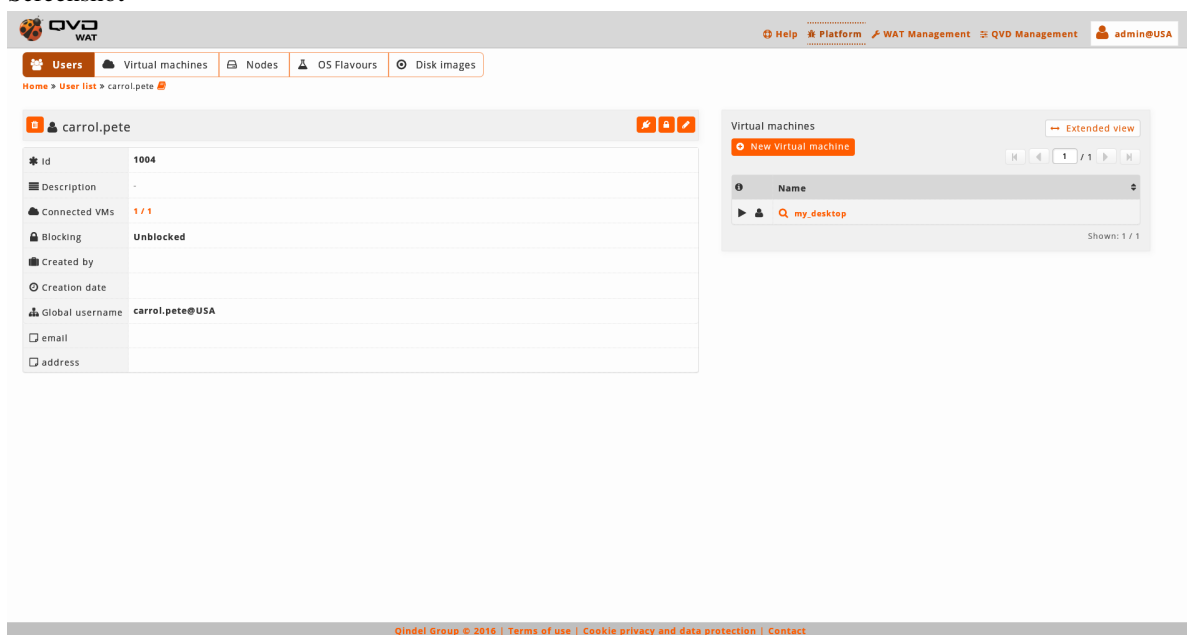 QVD
WAT
Help Platform WAT Management QVD Management admin@USA
Users Virtual machines Nodes OS Flavours Disk images
Home » User list » carrol.pete
carrol.pete
Id 1004
Description -
Connected VMs 1 / 1
Blocking Unblocked
Created by
Creation date
Global username carrol.pete@USA
email
address
Virtual machines
Extended view
New Virtual machine
1 / 1
Name
my_desktop
Shown: 1 / 1
Qindel Group © 2016 | Terms of use | Cookie privacy and data protection | Contact